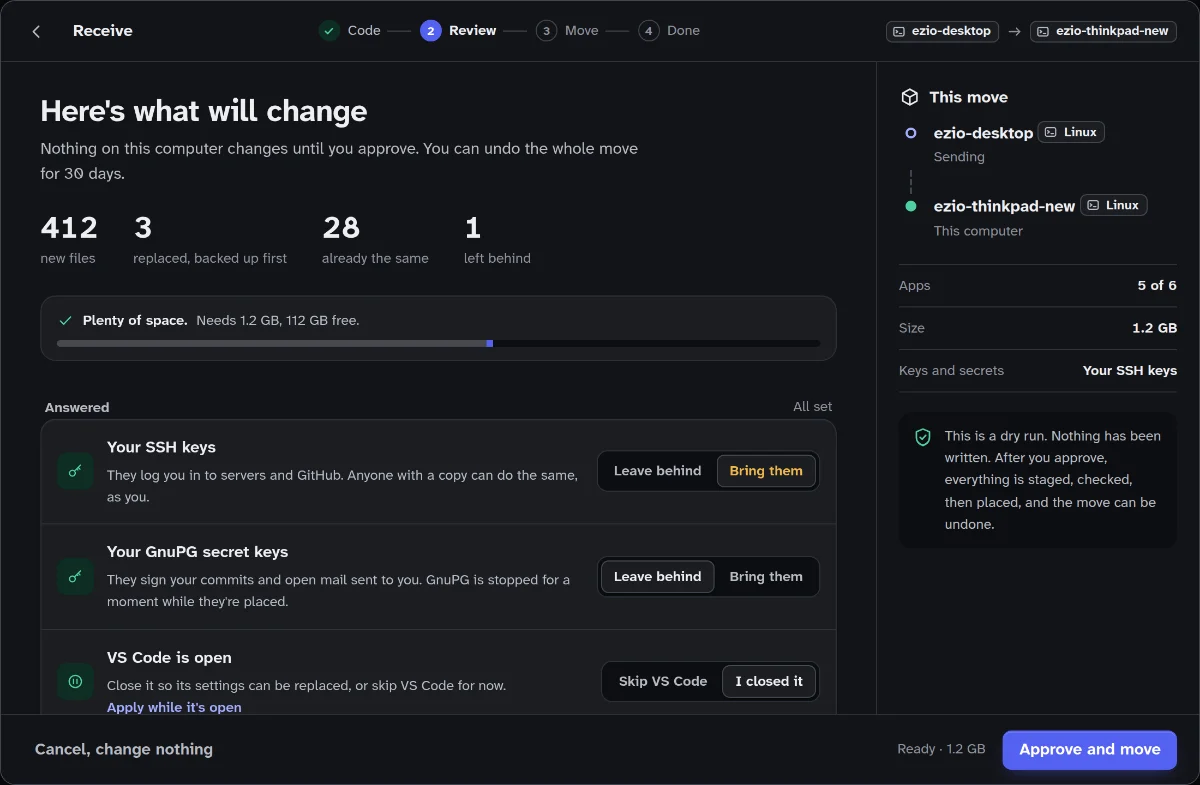 Receive
Code
2 Review
3 Move
4 Done
ezio-desktop → ezio-thinkpad-new
Here's what will change
Nothing on this computer changes until you approve. You can undo the whole move
for 30 days.
412
new files
3
replaced, backed up first
28
already the same
1
left behind
Plenty of space. Needs 1.2 GB, 112 GB free.
Answered
All set
Your SSH keys
They log you in to servers and GitHub. Anyone with a copy can do the same,
as you.
Leave behind
Bring them
Your GnuPG secret keys
They sign your commits and open mail sent to you. GnuPG is stopped for a
moment while they're placed.
Leave behind
Bring them
VS Code is open
Close it so its settings can be replaced, or skip VS Code for now.
Apply while it's open
Skip VS Code
I closed it
This move
ezio-desktop Linux
Sending
ezio-thinkpad-new Linux
This computer
Apps 5 of 6
Size 1.2 GB
Keys and secrets Your SSH keys
This is a dry run. Nothing has been
written. After you approve,
everything is staged, checked,
then placed, and the move can be
undone.
Cancel, change nothing
Ready · 1.2 GB
Approve and move